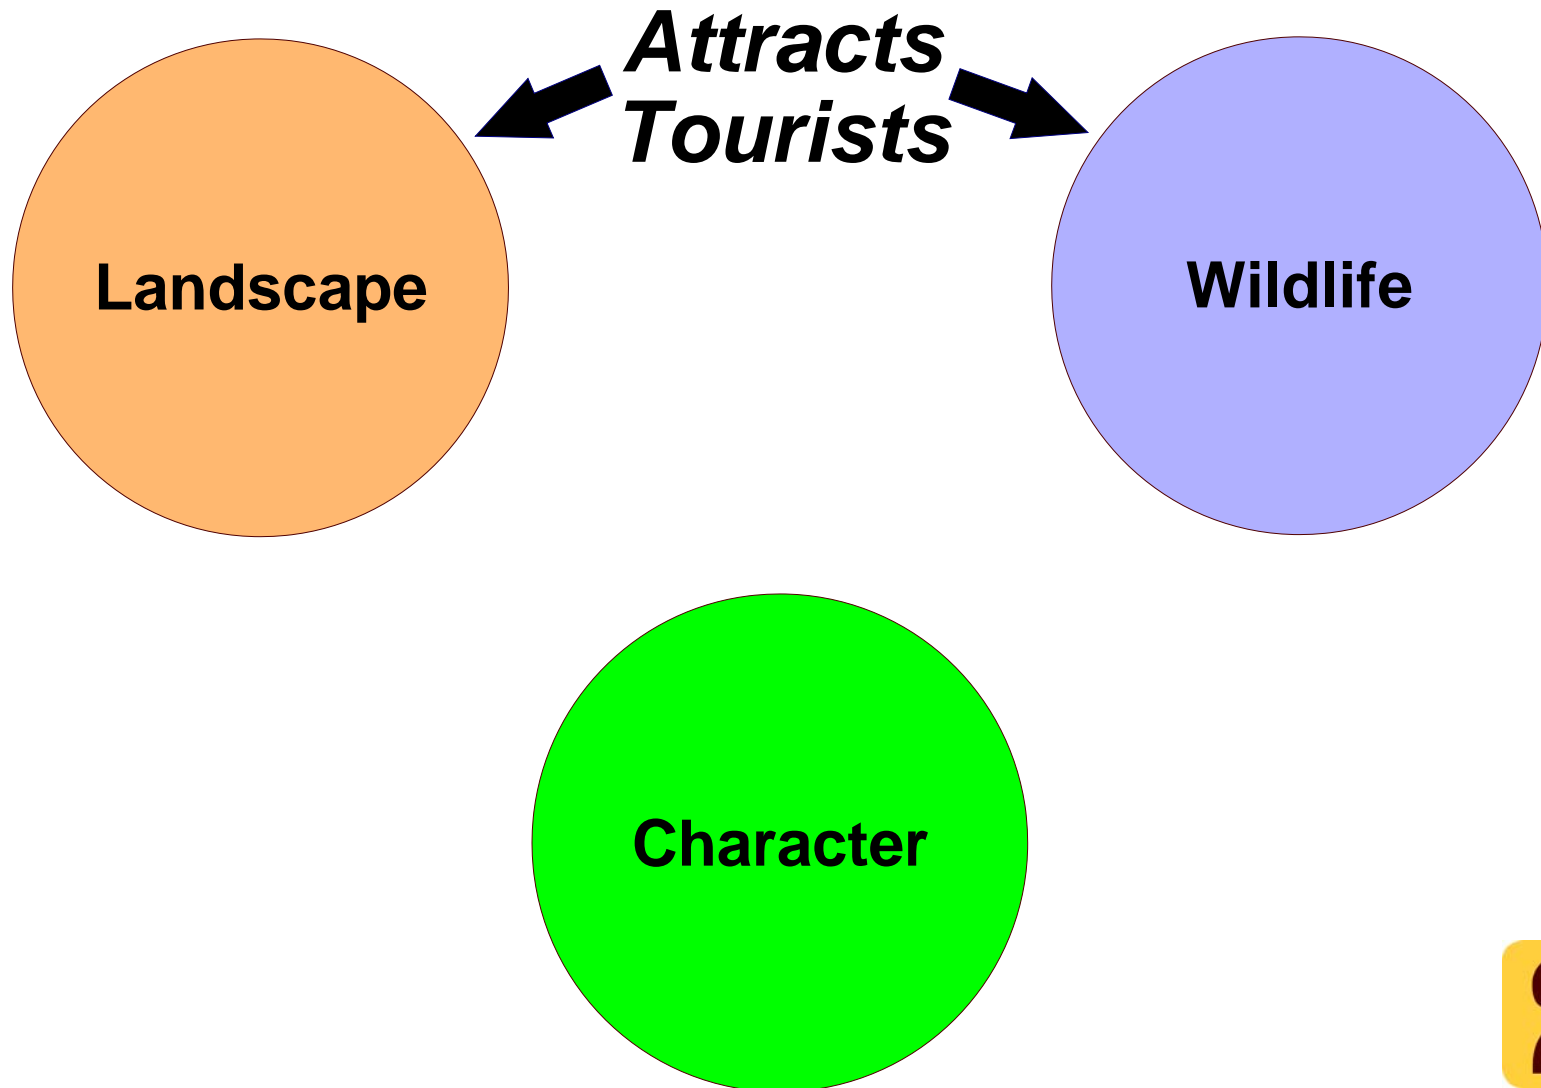 Attracts
Tourists
Landscape
Wildlife
Character